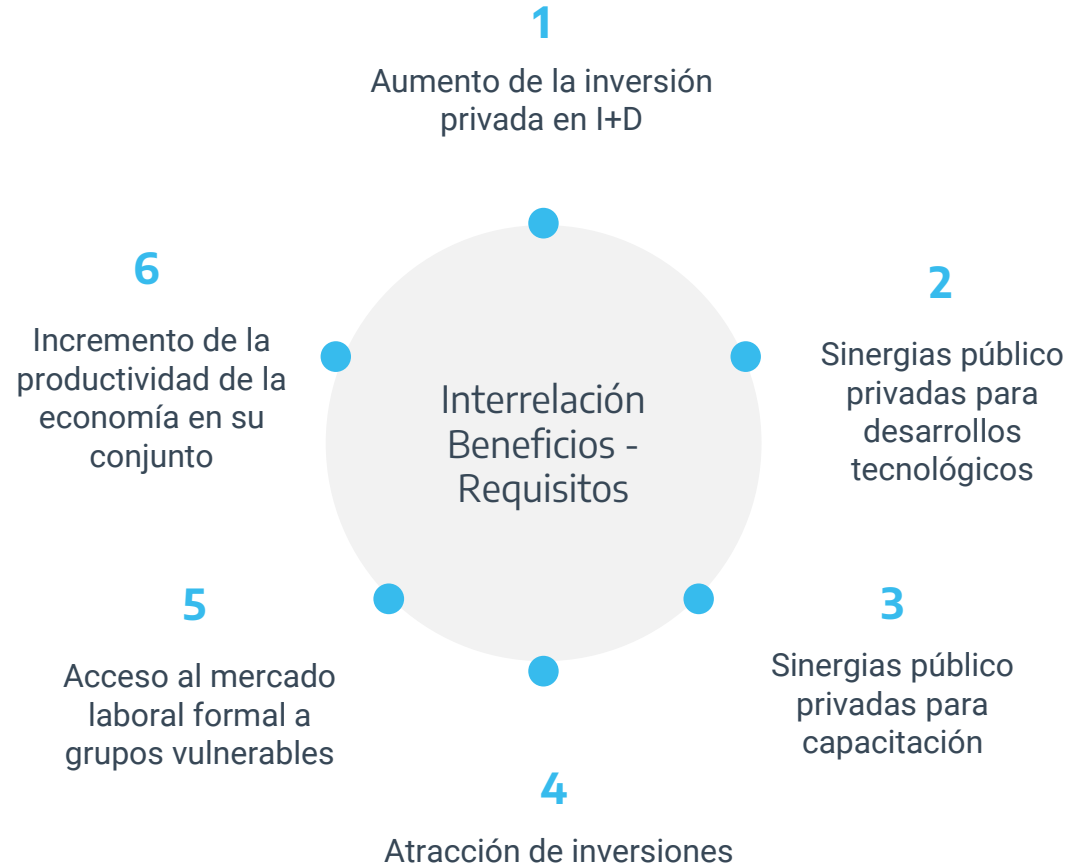 1
Aumento de la inversión
privada en I+D
2
Sinergias público
privadas para
desarrollos
tecnológicos
3
Sinergias público
privadas para
capacitación
4
Atracción de inversiones
5
Acceso al mercado
laboral formal a
grupos vulnerables
6
Incremento de la
productividad de la
economía en su
conjunto
Interrelación
Beneficios -
Requisitos